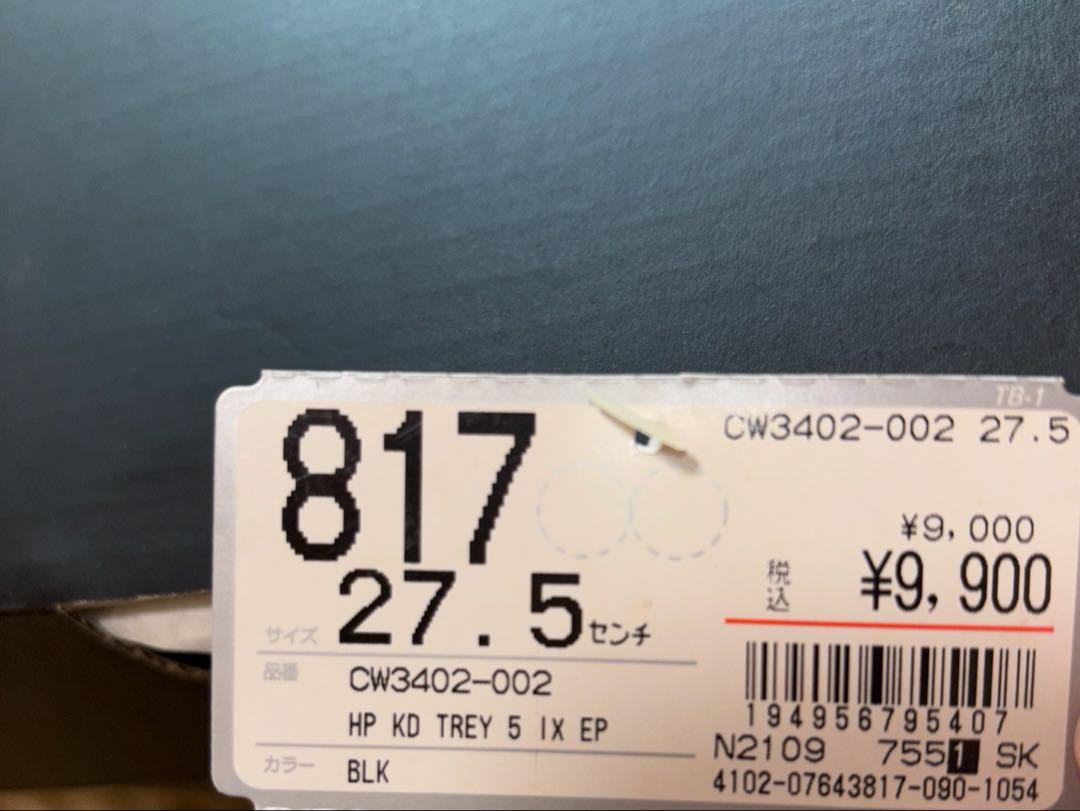 TB-1
817
CW3402-002 27.5
¥9,000
税込 ¥9,900
サイズ 27.5センチ
品番 CW3402-002
HP KD TREY 5 IX EP
カラー BLK
194956795407
N2109 7551 SK
4102-07643817-090-1054